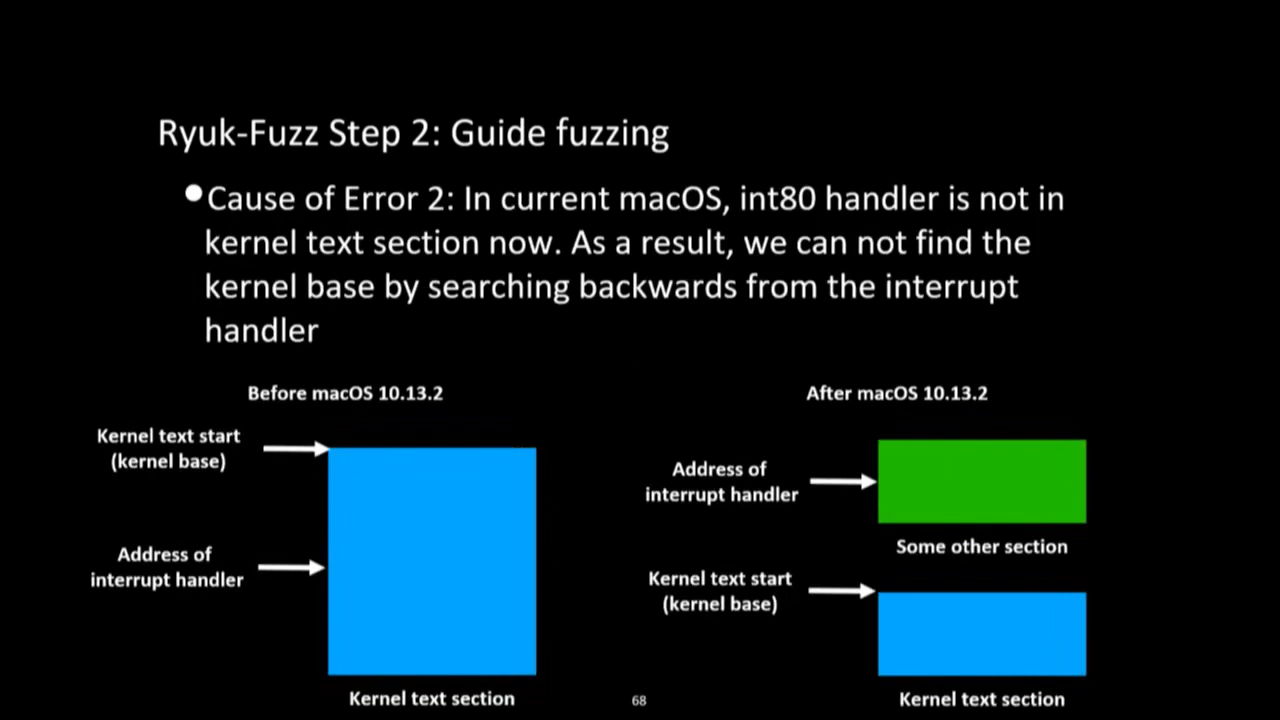 Ryuk-Fuzz Step 2: Guide fuzzing
•Cause of Error 2: In current macOS, int80 handler is not in
kernel text section now. As a result, we can not find the
kernel base by searching backwards from the interrupt
handler
Before macOS 10.13.2
Kernel text start
(kernel base)
Address of
interrupt handler
Kernel text section
After macOS 10.13.2
Address of
interrupt handler
Some other section
Kernel text start
(kernel base)
Kernel text section
68